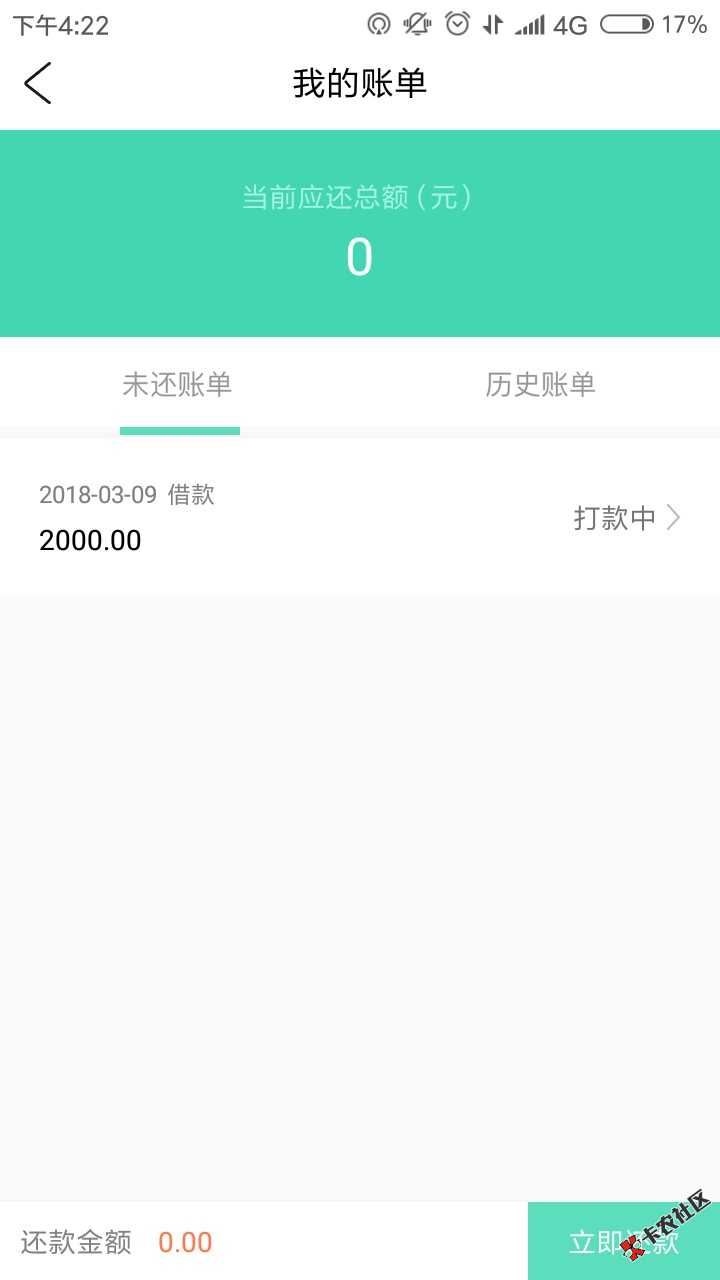 下午4:22 4G 17%
我的账单
当前应还总额(元)
0
未还账单 历史账单
2018-03-09 借款
2000.00
打款中
还款金额 0.00
立即还款
卡农社区